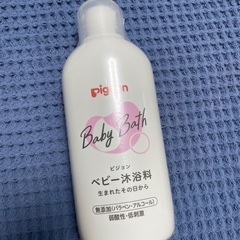 Pigeon
Baby Bath
ピジョン
ベビー沐浴料
生まれたその日から
無添加(パラベン・アルコール)
弱酸性・低刺激